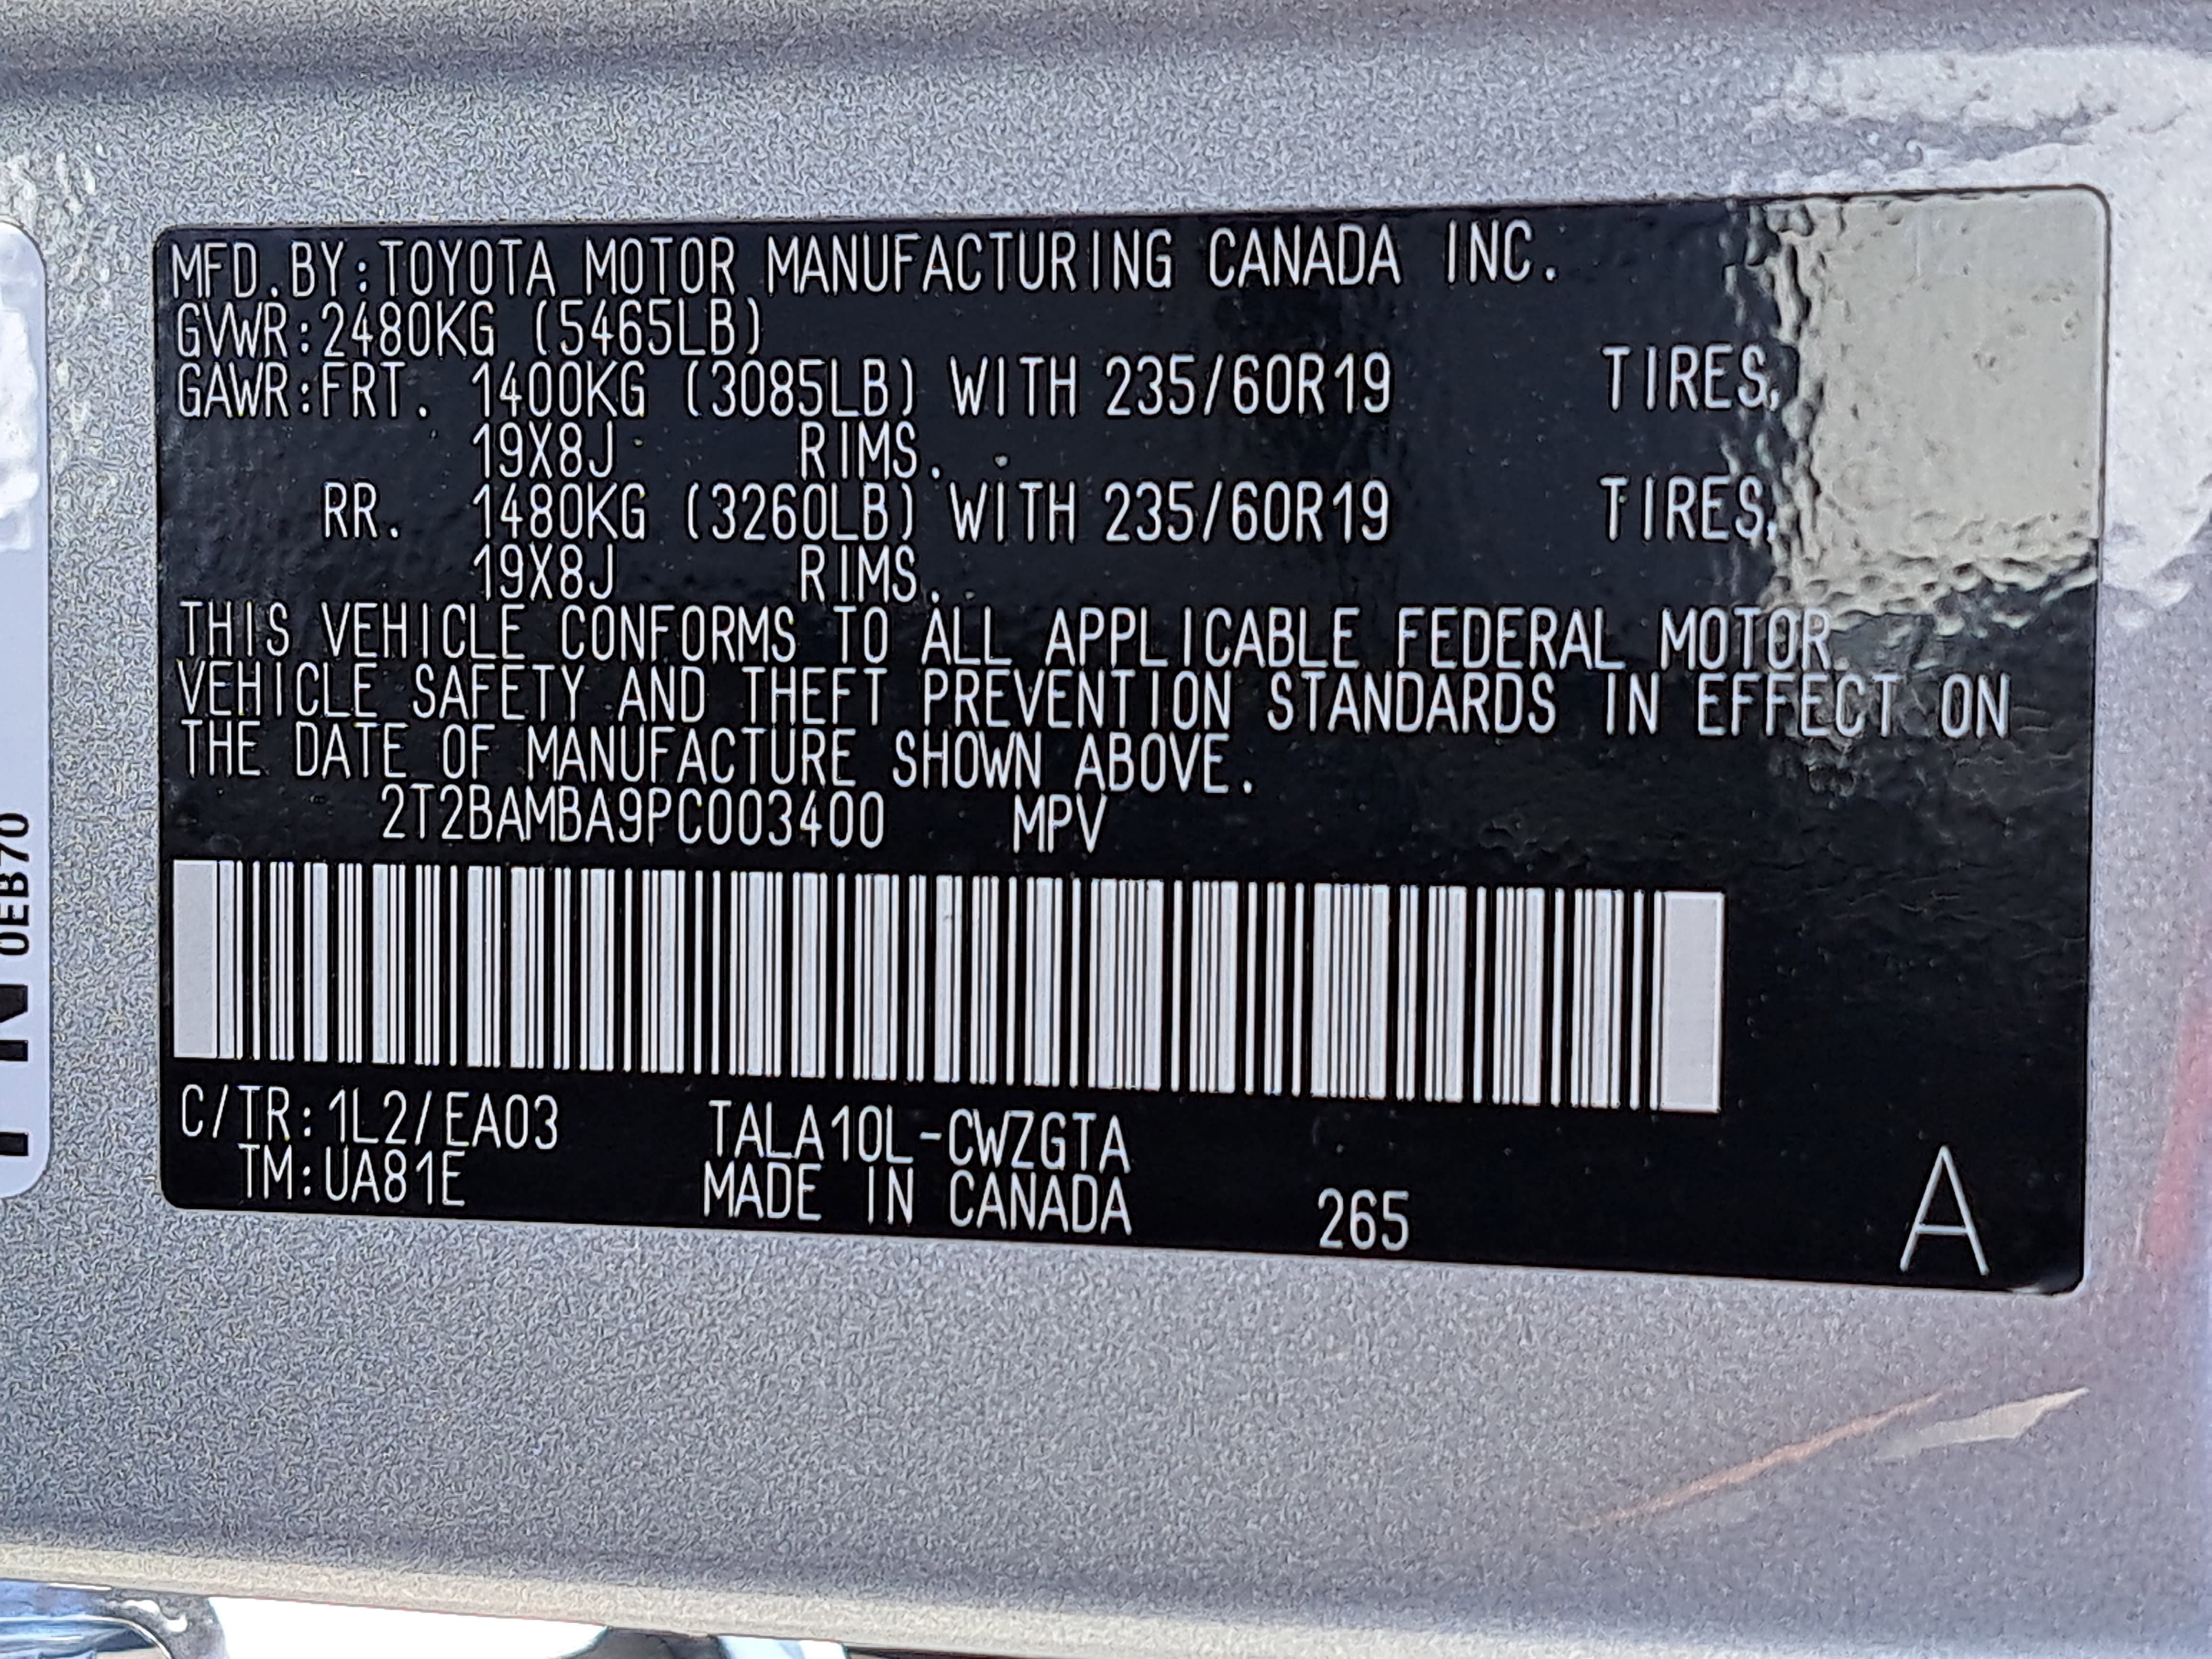 MFD.BY:TOYOTA MOTOR MANUFACTURING CANADA INC.
GVWR:2480KG (5465LB)
GAWR:FRT. 1400KG (3085LB) WITH 235/60R19 TIRES,
19X8J RIMS.
RR. 1480KG (3260LB) WITH 235/60R19 TIRES,
19X8J RIMS.
THIS VEHICLE CONFORMS TO ALL APPLICABLE FEDERAL MOTOR
VEHICLE SAFETY AND THEFT PREVENTION STANDARDS IN EFFECT ON
THE DATE OF MANUFACTURE SHOWN ABOVE.
2T2BAMBA9PC003400 MPV
C/TR:1L2/EA03 TALA10L-CWZGTA
TM:UA81E MADE IN CANADA 265 A
0EB70